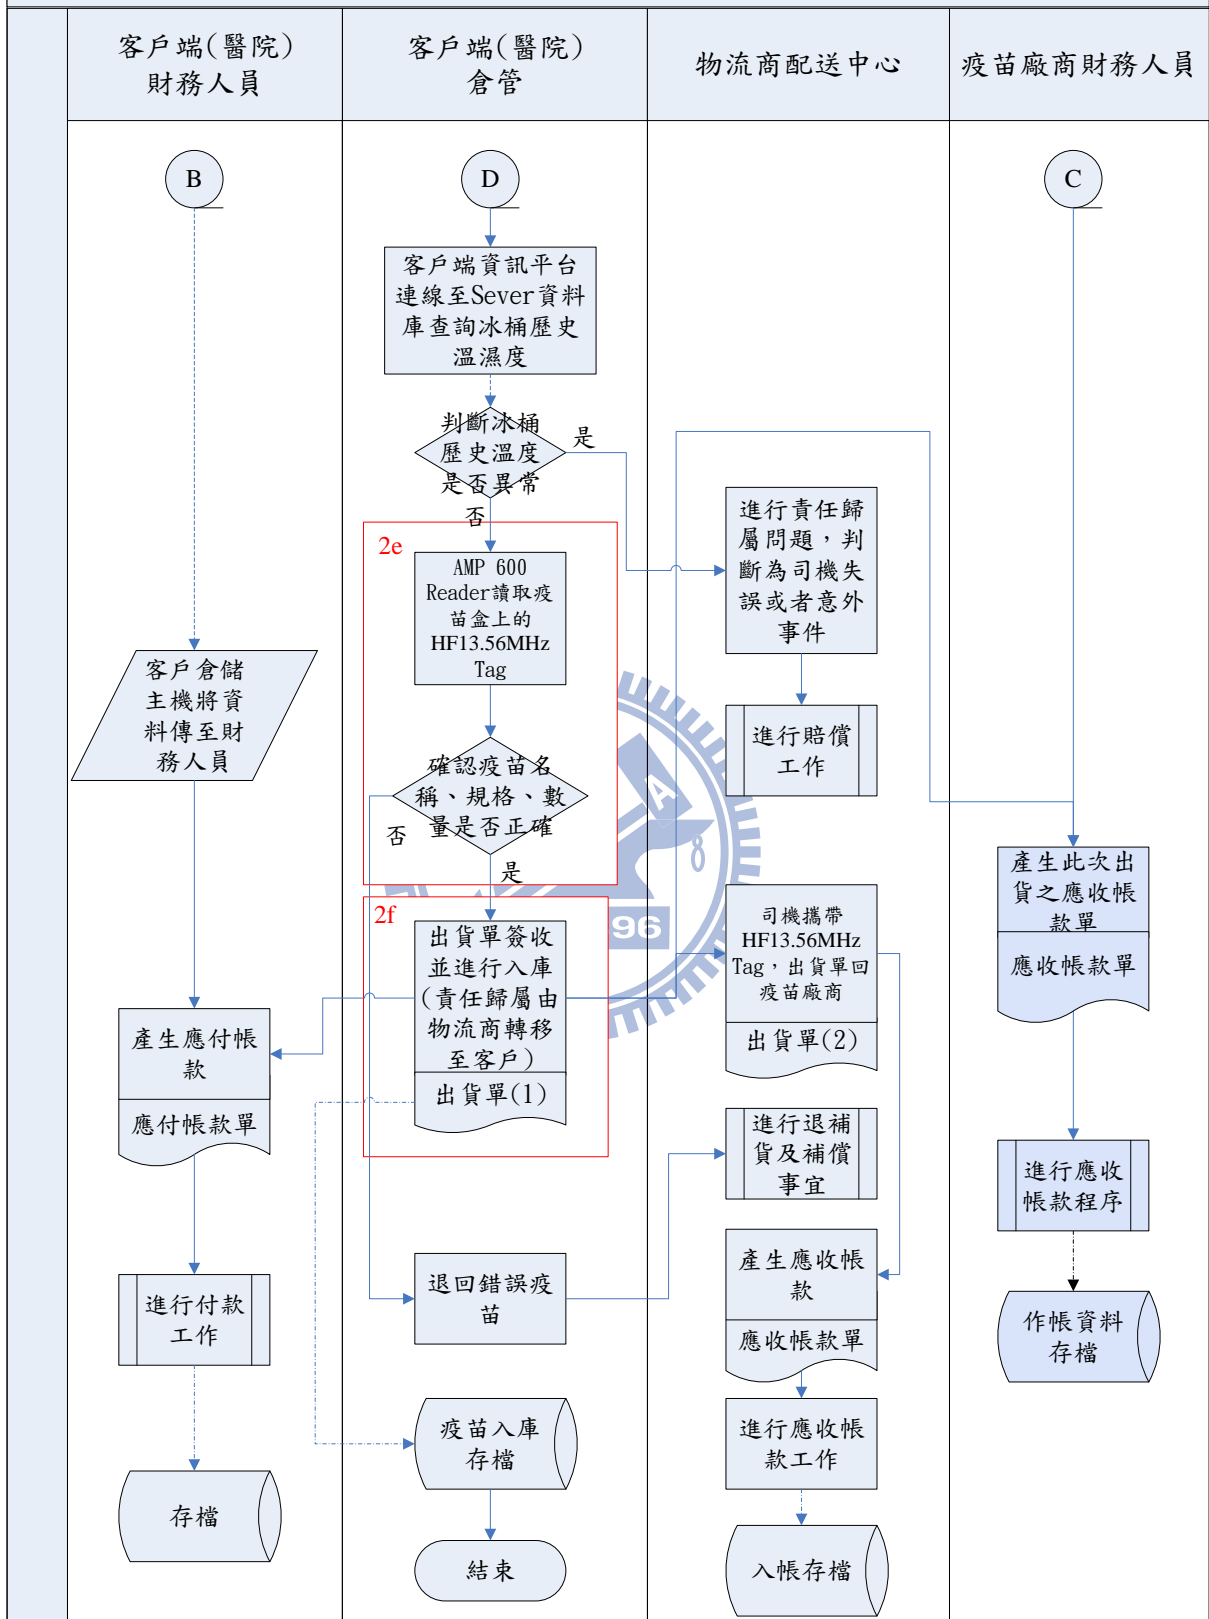 客戶端(醫院)
財務人員
客戶端(醫院)
倉管
物流商配送中心
疫苗廠商財務人員
B
D
C
客戶端資訊平台
連線至Sever資料
庫查詢冰桶歷史
溫濕度
判斷冰桶
歷史溫度
是否異常
是
否
2e
AMP 600
Reader讀取疫
苗盒上的
HF13.56MHz
Tag
進行責任歸
屬問題，判
斷為司機失
誤或者意外
事件
客戶倉儲
主機將資
料傳至財
務人員
進行賠償
工作
確認疫苗名
稱、規格、數
量是否正確
否
是
A
8
96
產生此次出
貨之應收帳
款單
應收帳款單
2f
出貨單簽收
並進行入庫
(責任歸屬由
物流商轉移
至客戶)
出貨單(1)
司機攜帶
HF13.56MHz
Tag，出貨單回
疫苗廠商
出貨單(2)
產生應付帳
款
應付帳款單
進行退補
貨及補償
事宜
進行應收
帳款程序
退回錯誤疫
苗
產生應收帳
款
應收帳款單
進行付款
工作
作帳資料
存檔
疫苗入庫
存檔
進行應收帳
款工作
存檔
結束
入帳存檔